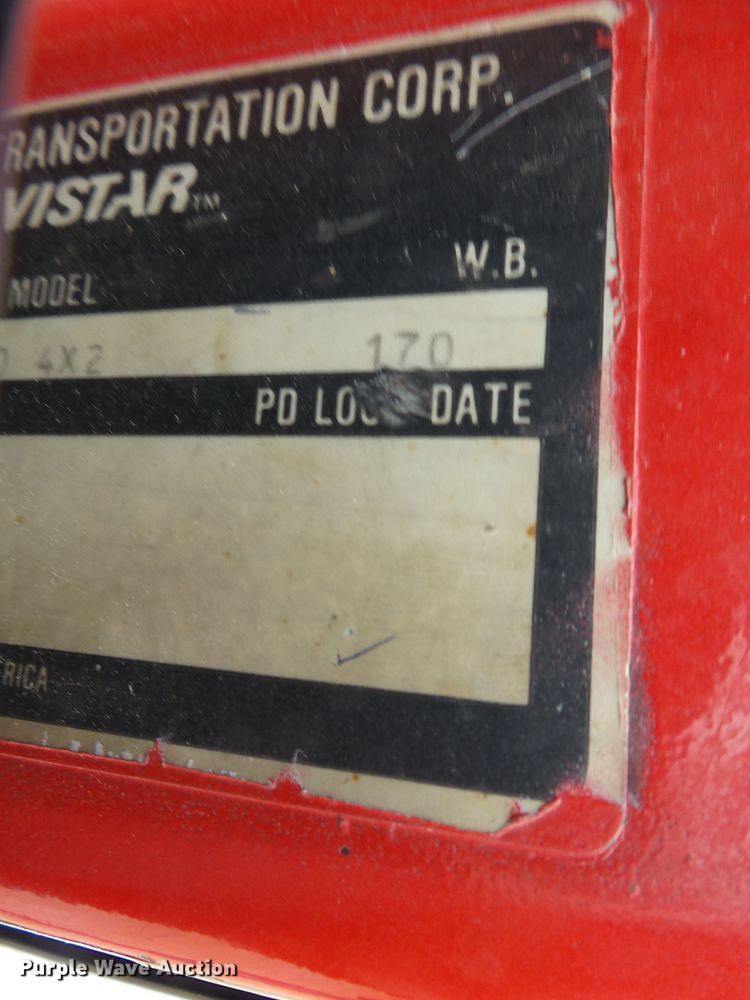 TRANSPORTATION CORP.
VISTAR™
MODEL W.B.
4X2 170
PD LOC DATE
RICA
Purple Wave Auction